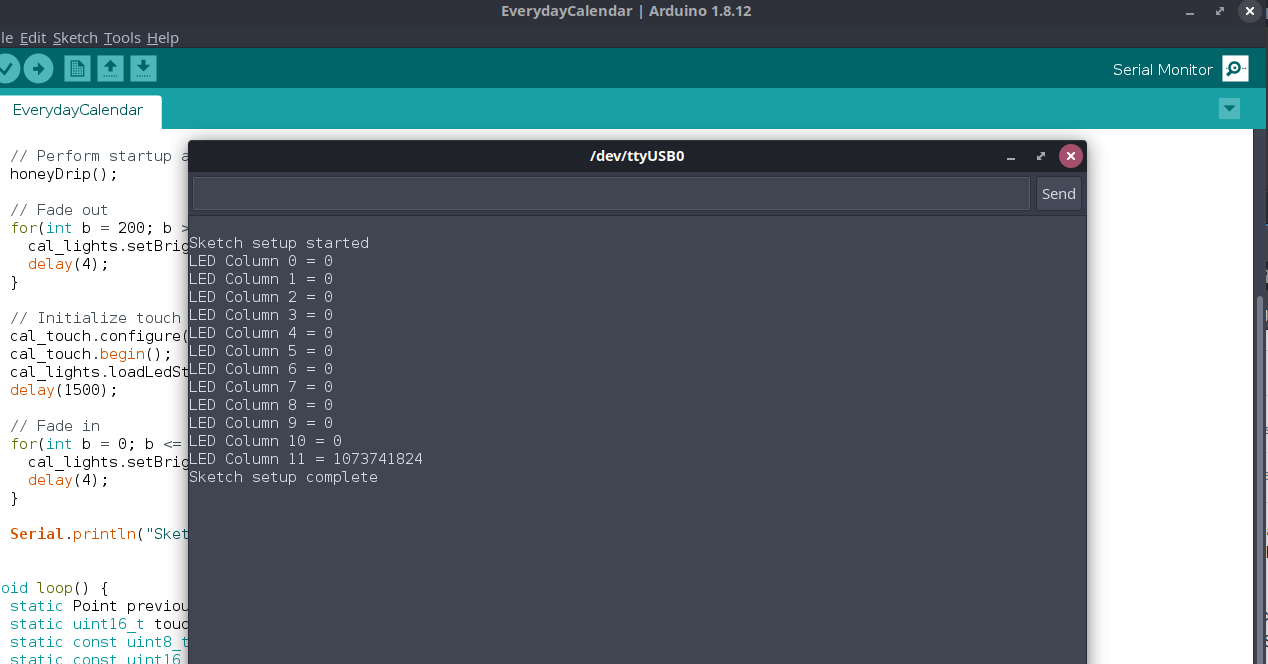 EverydayCalendar | Arduino 1.8.12
le Edit Sketch Tools Help
Serial Monitor
EverydayCalendar
// Perform startup a
honeyDrip();
// Fade out
for(int b = 200; b >
cal_lights.setBrig
delay(4);
}
// Initialize touch
cal_touch.configure(
cal_touch.begin();
cal_lights.loadLedSt
delay(1500);
// Fade in
for(int b = 0; b <=
cal_lights.setBrig
delay(4);
}
Serial.println("Sket
oid loop() {
static Point previou
static uint16_t touc
static const uint8_t
static const uint16
/dev/ttyUSB0
Send
Sketch setup started
LED Column 0 = 0
LED Column 1 = 0
LED Column 2 = 0
LED Column 3 = 0
LED Column 4 = 0
LED Column 5 = 0
LED Column 6 = 0
LED Column 7 = 0
LED Column 8 = 0
LED Column 9 = 0
LED Column 10 = 0
LED Column 11 = 1073741824
Sketch setup complete